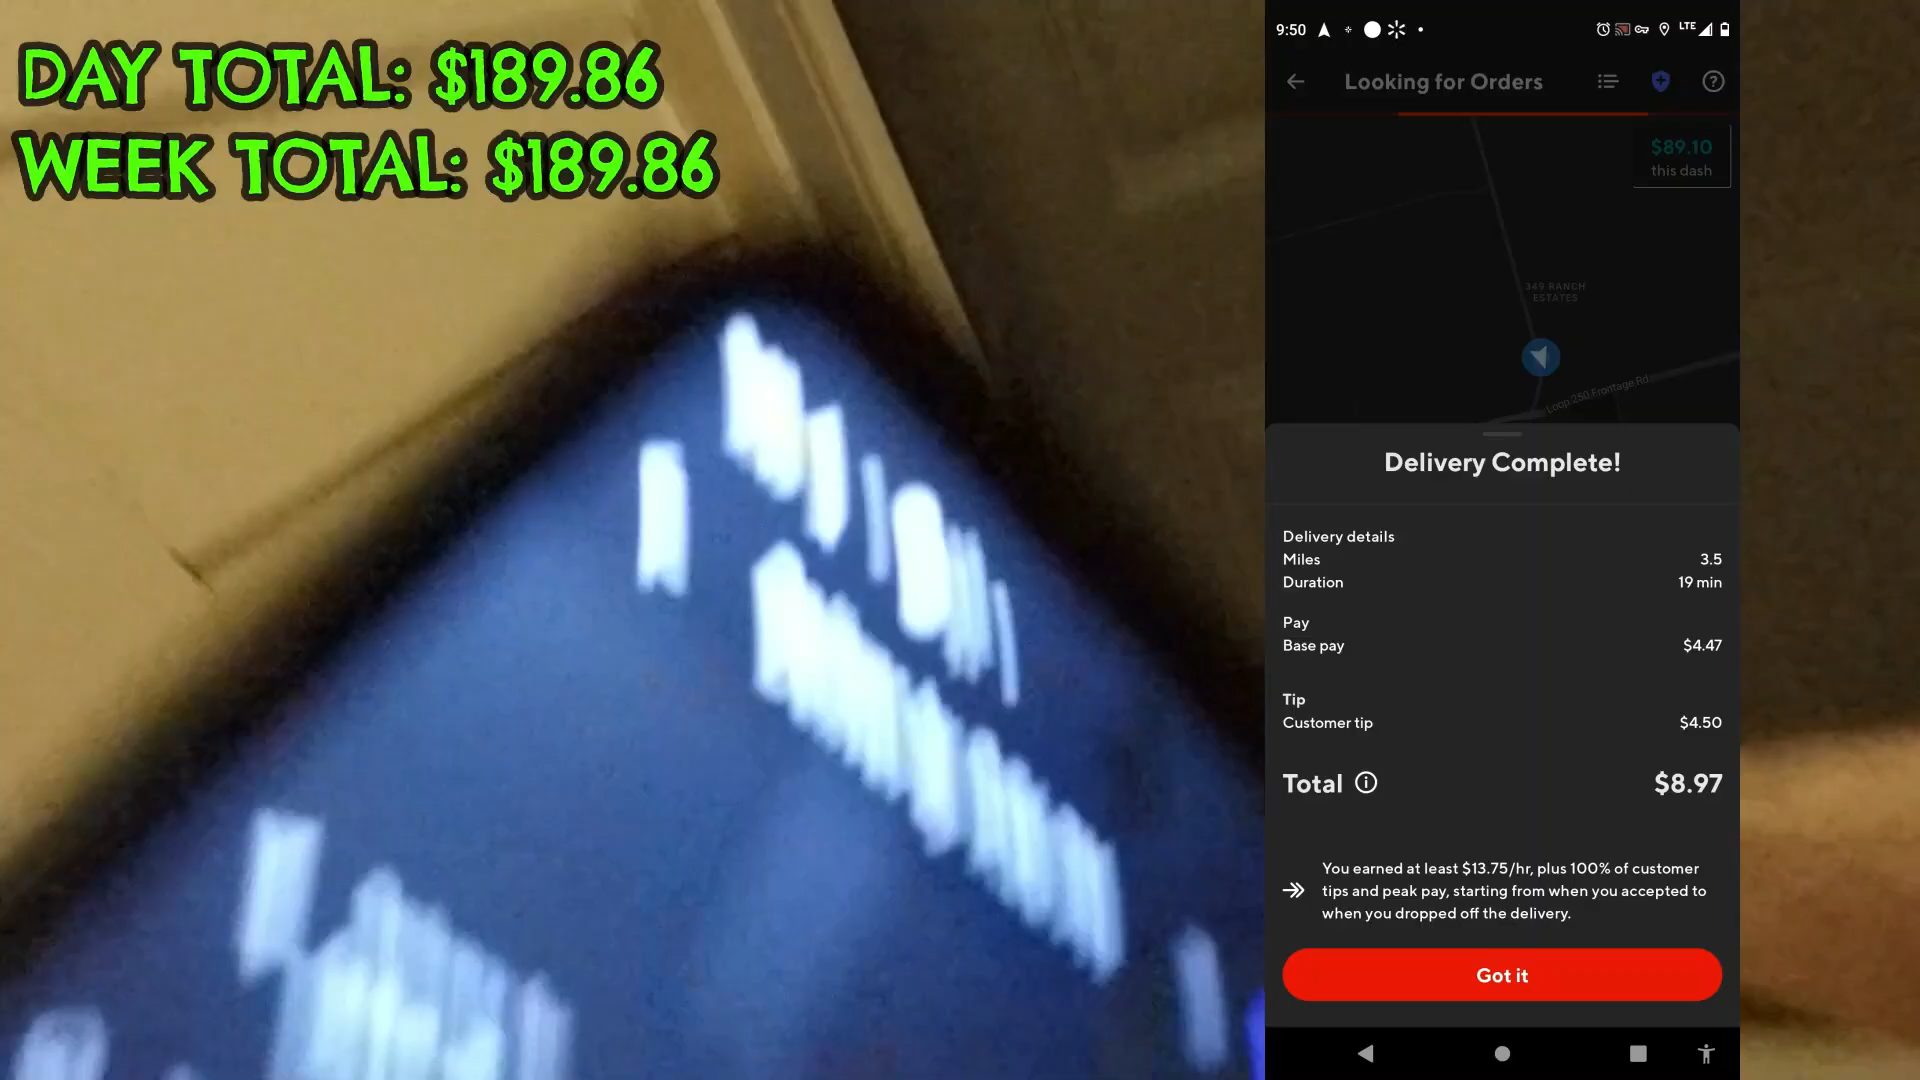 DAY TOTAL: $189.86
WEEK TOTAL: $189.86
9:50
LTE
Looking for Orders
$89.10
this dash
349 RANCH
ESTATES
Loop 250 Frontage Rd
Delivery Complete!
Delivery details
Miles 3.5
Duration 19 min
Pay
Base pay $4.47
Tip
Customer tip $4.50
Total $8.97
You earned at least $13.75/hr, plus 100% of customer
tips and peak pay, starting from when you accepted to
when you dropped off the delivery.
Got it